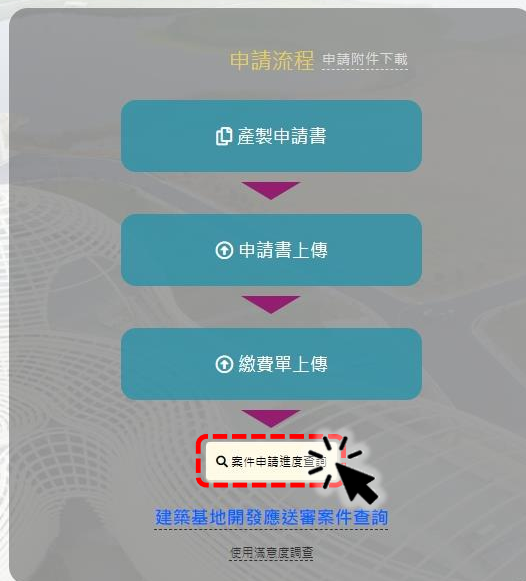 申請流程 申請附件下載
產製申請書
申請書上傳
繳費單上傳
案件申請進度查詢
建築基地開發應送審案件查詢
使用滿意度調查